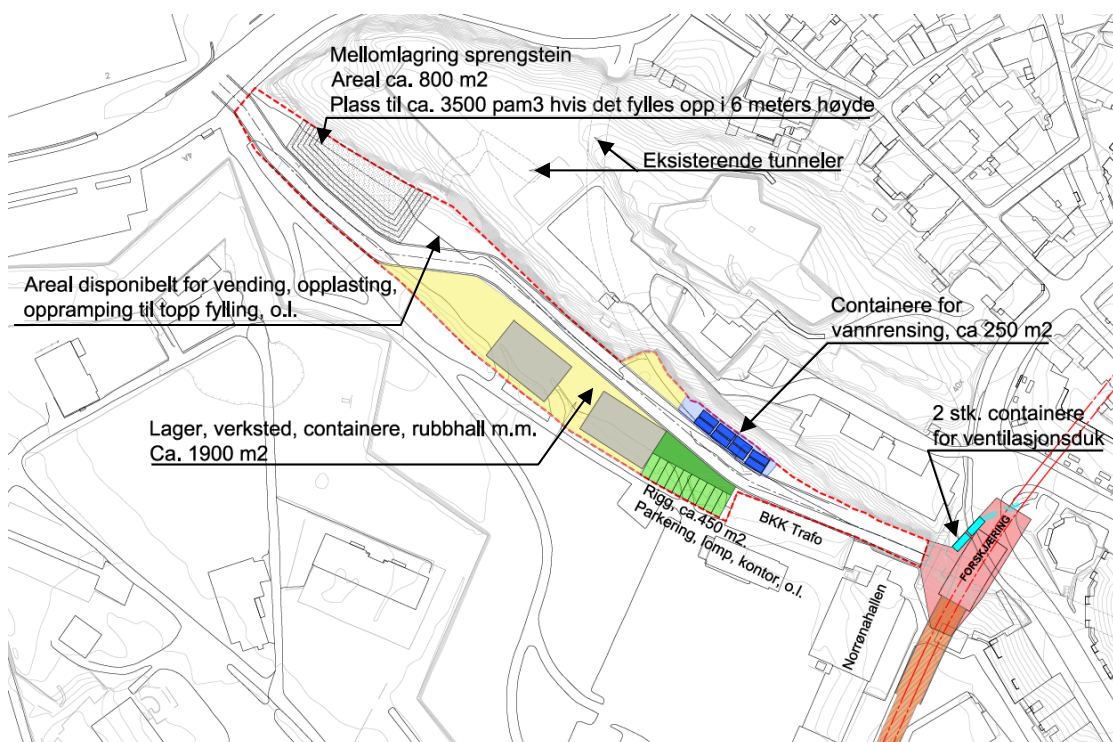 Mellomlagring sprengstein
Areal ca. 800 m2
Plass til ca. 3500 pam3 hvis det fylles opp i 6 meters høyde
Eksisterende tunneler
Areal disponibelt for vending, opplasting,
oppramping til topp fylling, o.l.
Containere for
vannrensing, ca 250 m2
2 stk. containere
for ventilasjonsduk
Lager, verksted, containere, rubbhall m.m.
Ca. 1900 m2
Rigg, ca.450 m2.
Parkering, lomp, kontor, o.l.
BKK Trafo
Norrønahallen
FORSKJÆRING